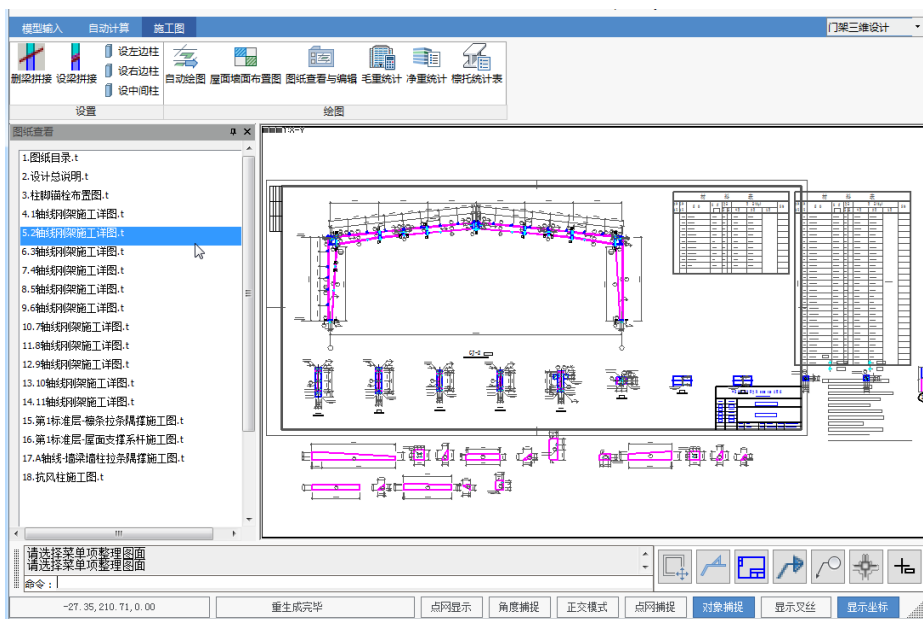 模型输入 自动计算 施工图 门架三维设计
删梁拼接 设梁拼接 设左边柱 设右边柱 设中间柱 自动绘图 屋面墙面布置图 图纸查看与编辑 毛重统计 净重统计 檩托统计表
设置 绘图
图纸查看
1.图纸目录.t
2.设计总说明.t
3.柱脚锚栓布置图.t
4.1轴线刚架施工详图.t
5.2轴线刚架施工详图.t
6.3轴线刚架施工详图.t
7.4轴线刚架施工详图.t
8.5轴线刚架施工详图.t
9.6轴线刚架施工详图.t
10.7轴线刚架施工详图.t
11.8轴线刚架施工详图.t
12.9轴线刚架施工详图.t
13.10轴线刚架施工详图.t
14.11轴线刚架施工详图.t
15.第1标准层-檩条拉条隅撑施工图.t
16.第1标准层-屋面支撑系杆施工图.t
17.A轴线-墙梁墙柱拉条隅撑施工图.t
18.抗风柱施工图.t
材 料 表 材 料 表
请选择菜单项整理图面
请选择菜单项整理图面
命令:
-27.35,210.71,0.00 重生成完毕 点网显示 角度捕捉 正交模式 点网捕捉 对象捕捉 显示叉丝 显示坐标